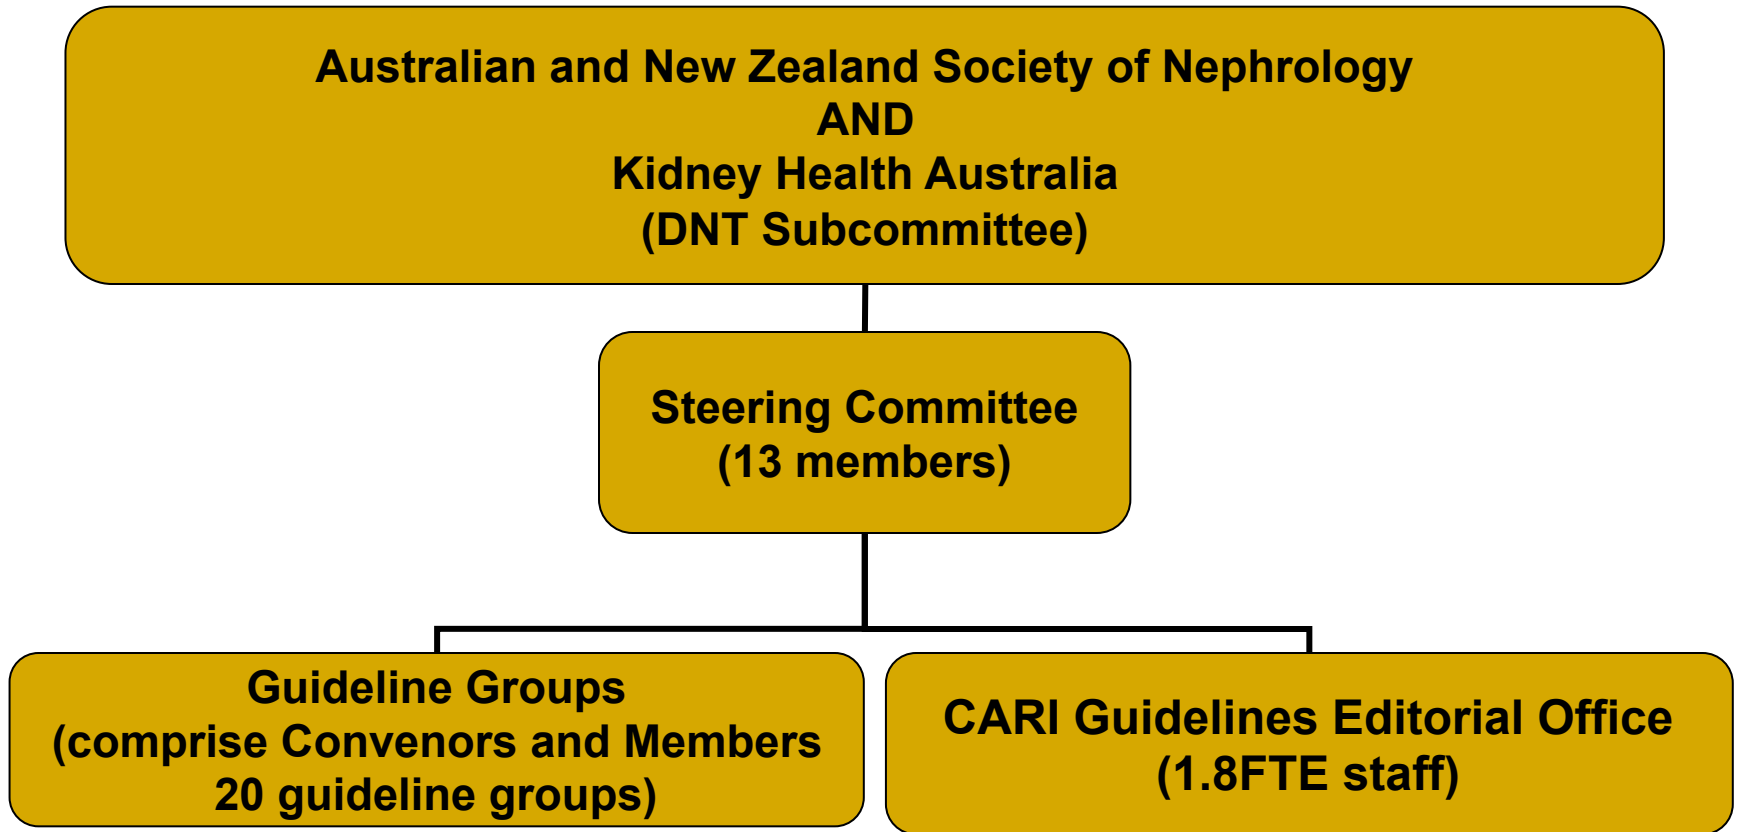 Australian and New Zealand Society of Nephrology
AND
Kidney Health Australia
(DNT Subcommittee)
Steering Committee
(13 members)
Guideline Groups
(comprise Convenors and Members
20 guideline groups)
CARI Guidelines Editorial Office
(1.8FTE staff)